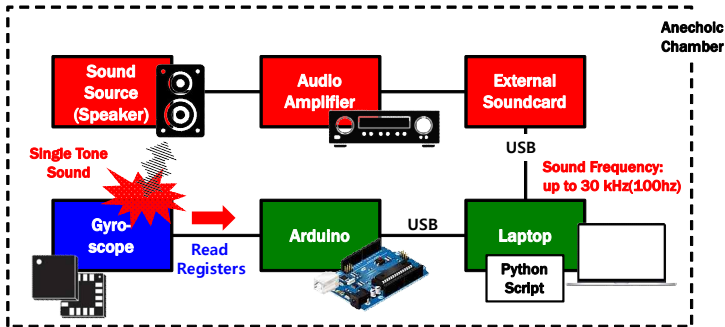 Anechoic
Chamber
Sound
Source
(Speaker)
Audio
Amplifier
External
Soundcard
USB
Single Tone
Sound
Sound Frequency:
up to 30 kHz(100hz)
Gyro-
scope
Read
Registers
Arduino
USB
Laptop
Python
Script